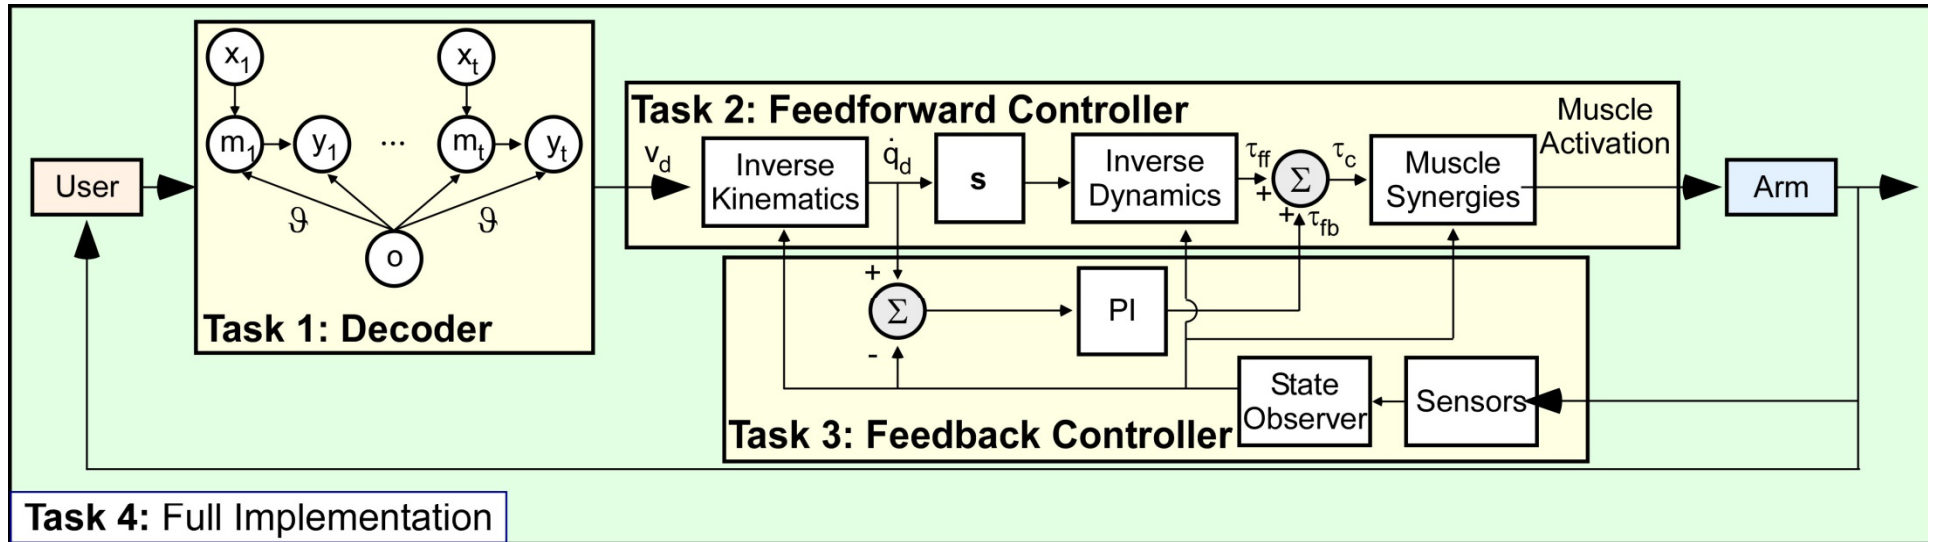 x1
xt
m1
y1
...
mt
yt
ϑ
ϑ
o
Task 1: Decoder
User
Task 2: Feedforward Controller
vd
Inverse
Kinematics
q̇d
s
Inverse
Dynamics
τff
+
Σ
+
τfb
τc
Muscle
Synergies
Muscle
Activation
Arm
+
Σ
-
PI
State
Observer
Sensors
Task 3: Feedback Controller
Task 4: Full Implementation